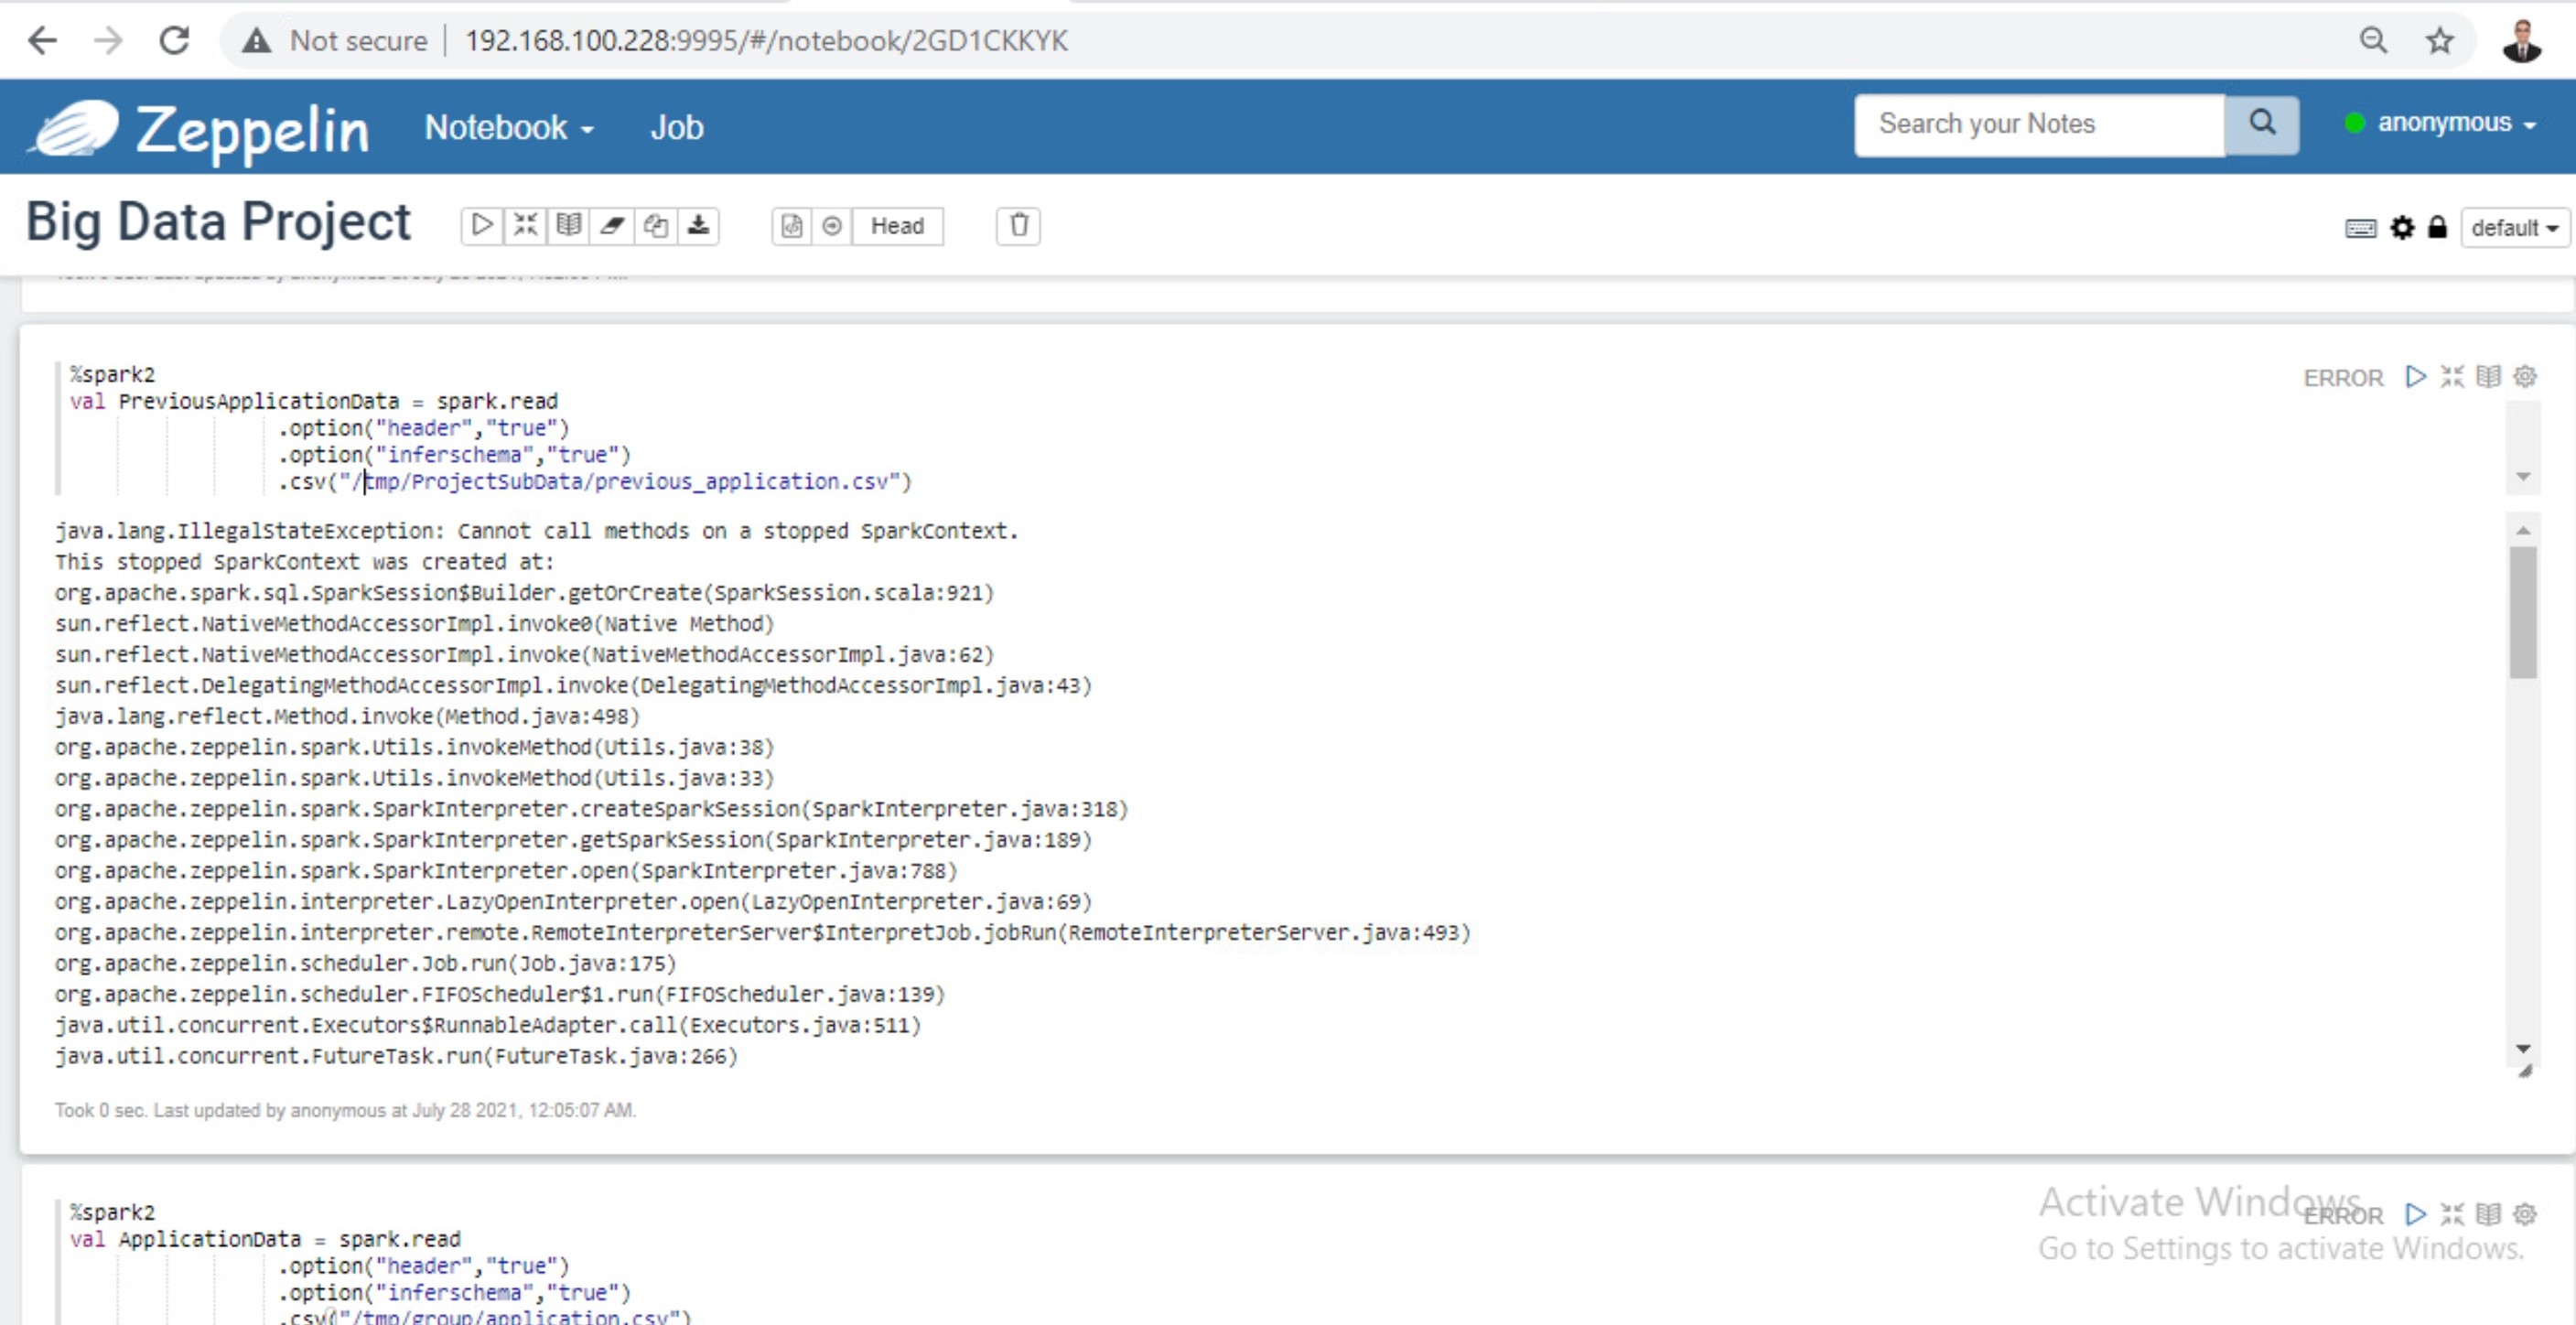 Not secure 192.168.100.228:9995/#/notebook/2GD1CKKYK
Zeppelin Notebook Job Search your Notes anonymous
Big Data Project Head default
%spark2
ERROR
val PreviousApplicationData = spark.read
.option("header","true")
.option("inferschema","true")
.csv("/tmp/ProjectSubData/previous_application.csv")
java.lang.IllegalStateException: Cannot call methods on a stopped SparkContext.
This stopped SparkContext was created at:
org.apache.spark.sql.SparkSession$Builder.getOrCreate(SparkSession.scala:921)
sun.reflect.NativeMethodAccessorImpl.invoke0(Native Method)
sun.reflect.NativeMethodAccessorImpl.invoke(NativeMethodAccessorImpl.java:62)
sun.reflect.DelegatingMethodAccessorImpl.invoke(DelegatingMethodAccessorImpl.java:43)
java.lang.reflect.Method.invoke(Method.java:498)
org.apache.zeppelin.spark.Utils.invokeMethod(Utils.java:38)
org.apache.zeppelin.spark.Utils.invokeMethod(Utils.java:33)
org.apache.zeppelin.spark.SparkInterpreter.createSparkSession(SparkInterpreter.java:318)
org.apache.zeppelin.spark.SparkInterpreter.getSparkSession(SparkInterpreter.java:189)
org.apache.zeppelin.spark.SparkInterpreter.open(SparkInterpreter.java:788)
org.apache.zeppelin.interpreter.LazyOpenInterpreter.open(LazyOpenInterpreter.java:69)
org.apache.zeppelin.interpreter.remote.RemoteInterpreterServer$InterpretJob.jobRun(RemoteInterpreterServer.java:493)
org.apache.zeppelin.scheduler.Job.run(Job.java:175)
org.apache.zeppelin.scheduler.FIFOScheduler$1.run(FIFOScheduler.java:139)
java.util.concurrent.Executors$RunnableAdapter.call(Executors.java:511)
java.util.concurrent.FutureTask.run(FutureTask.java:266)
Took 0 sec. Last updated by anonymous at July 28 2021, 12:05:07 AM.
%spark2
Activate Windows
ERROR
Go to Settings to activate Windows.
val ApplicationData = spark.read
.option("header","true")
.option("inferschema","true")
.csv("/tmp/group/application.csv")